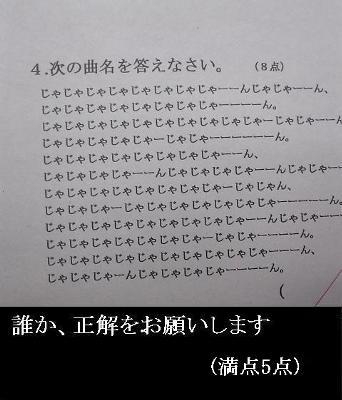 4.次の曲名を答えなさい。 (8点)
じゃじゃじゃじゃじゃじゃじゃじゃーーんじゃじゃーーん、
じゃじゃじゃじゃじゃじゃじゃじゃーーーーん。
じゃじゃじゃじゃじゃじゃじゃじゃじゃじゃーじゃじゃーーん
じゃじゃじゃじゃじゃーじゃじゃーーーーーーん。
じゃじゃじゃじゃじゃじゃじゃじゃーーん、
じゃじゃじゃじゃーーんじゃじゃじゃじゃーーんじゃじゃーー
じゃじゃじゃじゃじゃじゃじゃじゃじゃーじゃじゃん、
じゃじゃじゃーじゃじゃじゃじゃじゃじゃーーーーん。
じゃじゃじゃじゃじゃじゃじゃじゃじゃーーんじゃじゃーーー
じゃじゃじゃじゃじゃじゃじゃーじゃじゃーーーーん。
じゃじゃじゃじゃじゃじゃじゃじゃじゃーーーーん、
じゃじゃじゃーんじゃじゃじゃじゃーーーーん。
(
誰か、正解をお願いします
(満点5点)